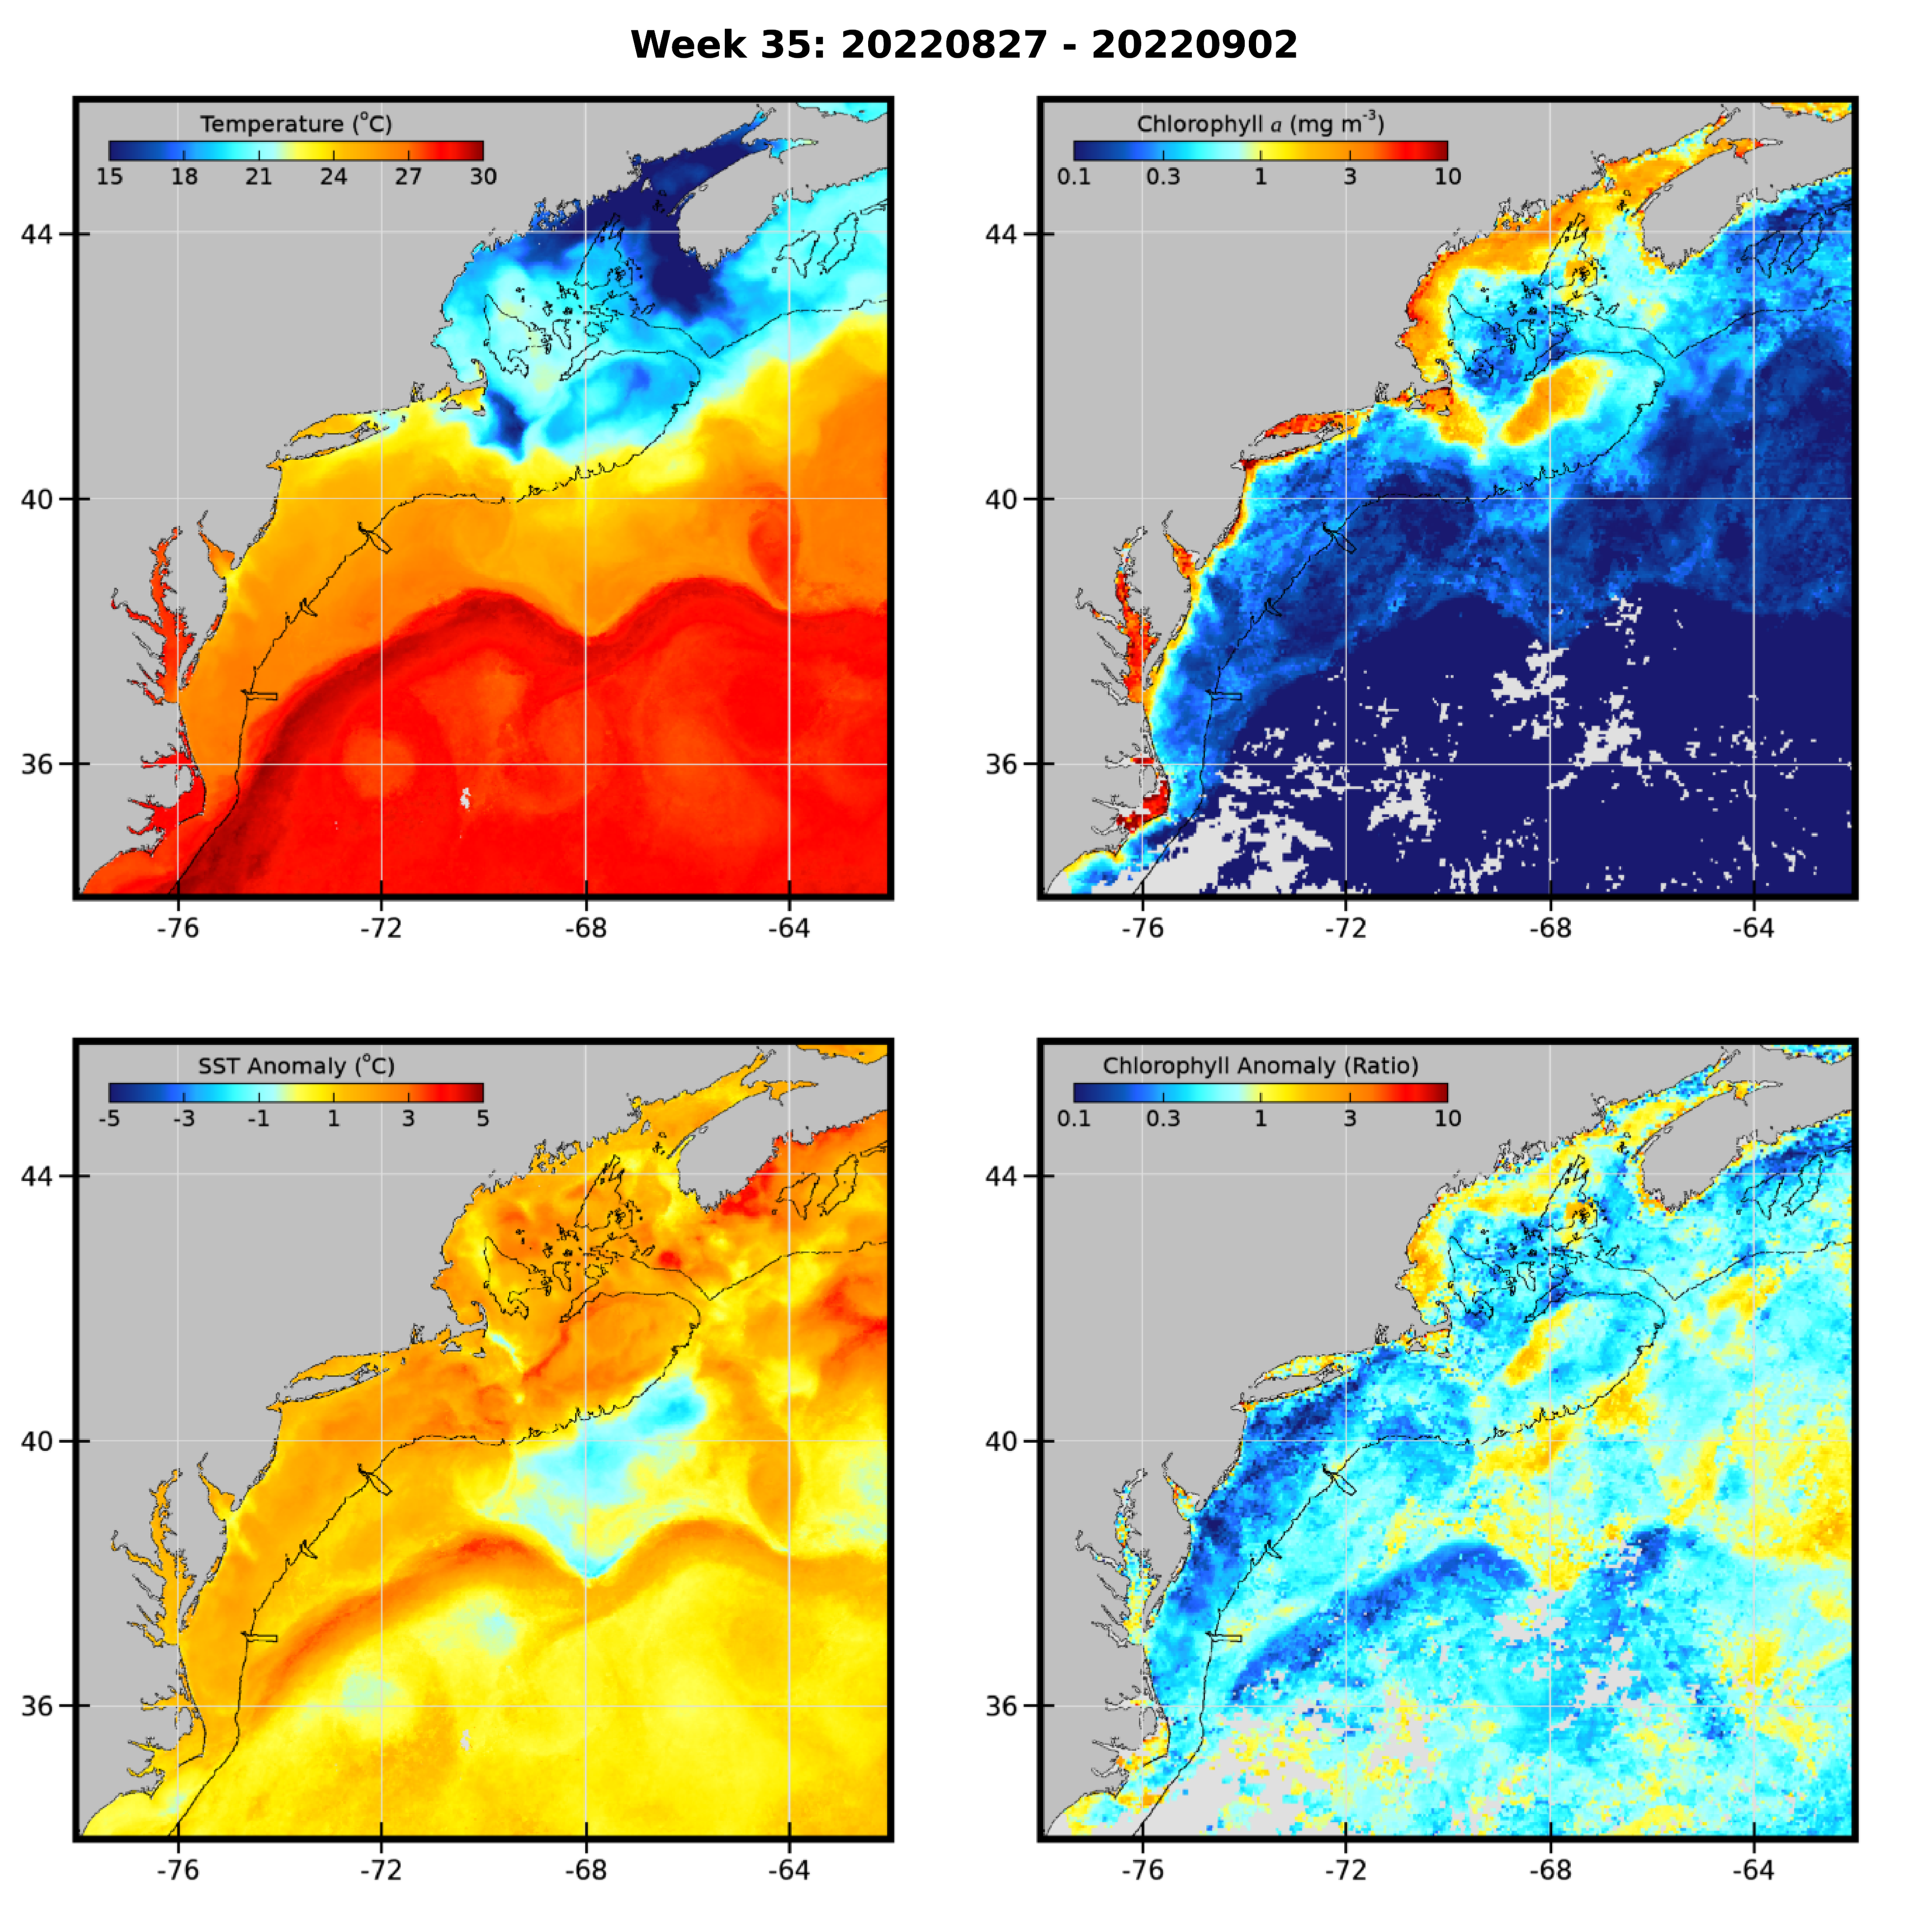 Week 35: 20220827 - 20220902
Temperature (°C)
15 18 21 24 27 30
44
40
36
-76 -72 -68 -64
Chlorophyll a (mg m⁻³)
0.1 0.3 1 3 10
44
40
36
-76 -72 -68 -64
SST Anomaly (°C)
-5 -3 -1 1 3 5
44
40
36
-76 -72 -68 -64
Chlorophyll Anomaly (Ratio)
0.1 0.3 1 3 10
44
40
36
-76 -72 -68 -64